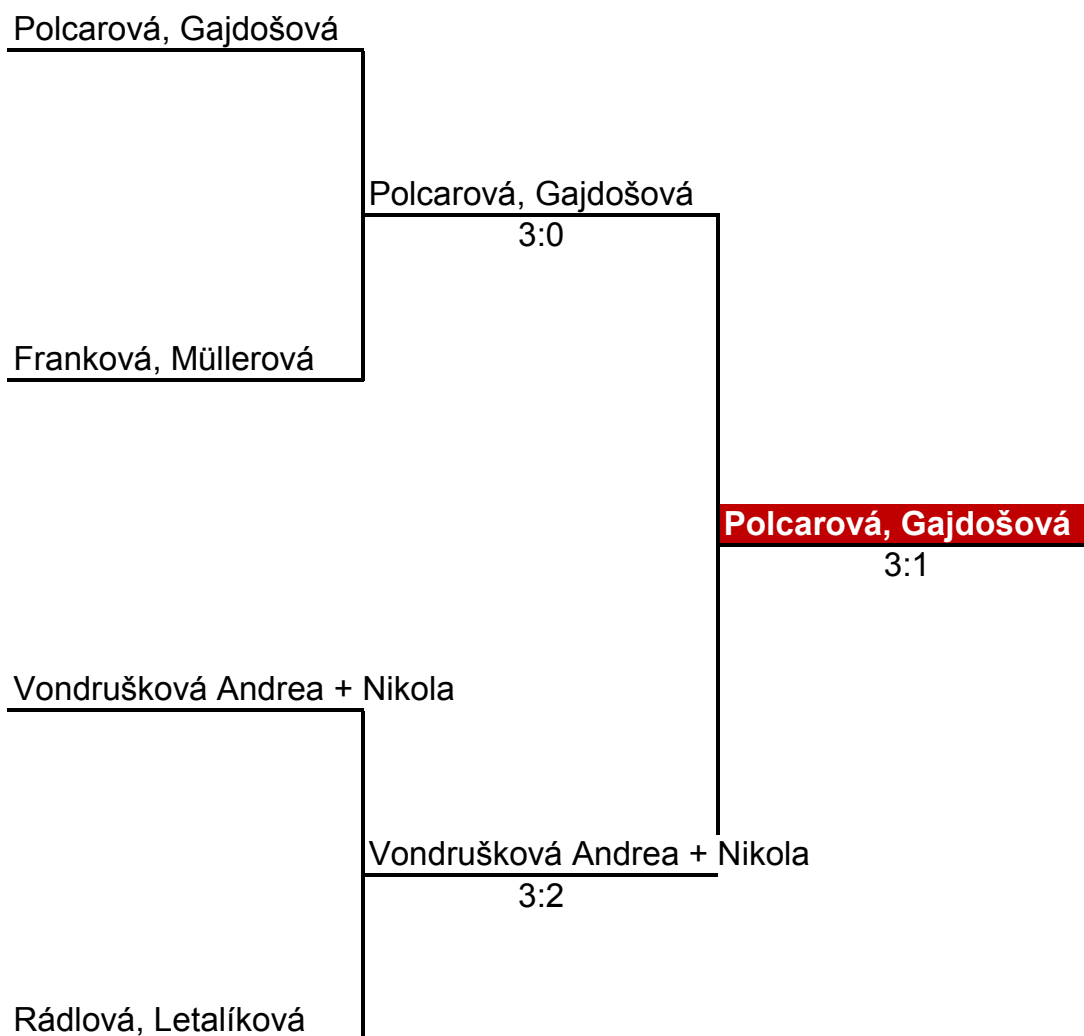 Polcarová, Gajdošová
Polcarová, Gajdošová
3:0
Franková, Müllerová
Polcarová, Gajdošová
3:1
Vondrušková Andrea + Nikola
Vondrušková Andrea + Nikola
3:2
Rádlová, Letalíková